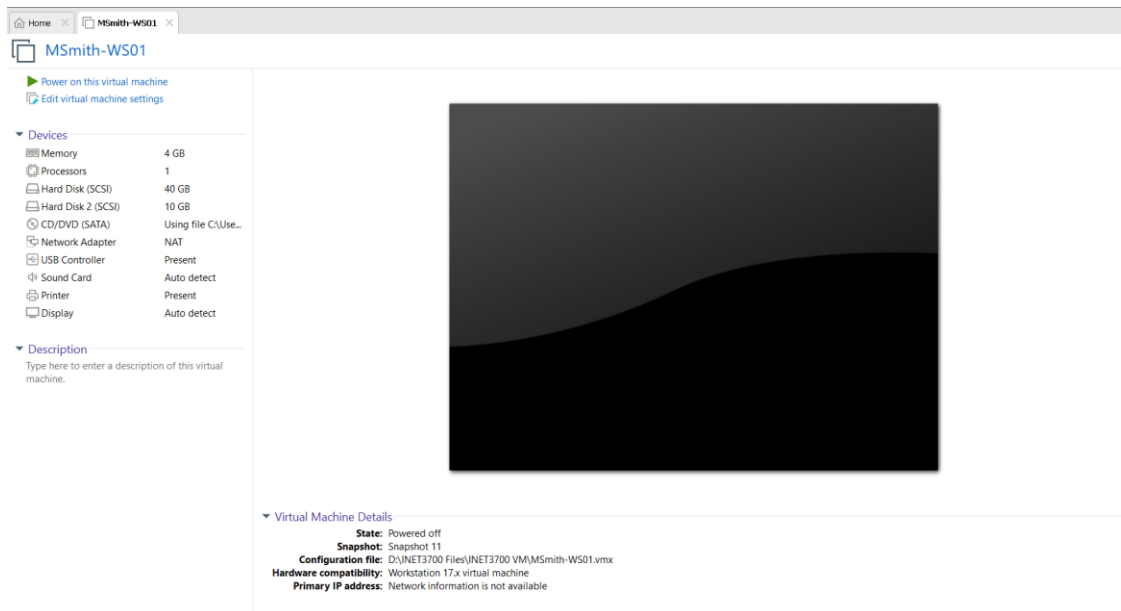 Home MSmith-WS01
MSmith-WS01
Power on this virtual machine
Edit virtual machine settings
Devices
Memory 4 GB
Processors 1
Hard Disk (SCSI) 40 GB
Hard Disk 2 (SCSI) 10 GB
CD/DVD (SATA) Using file C:\Use...
Network Adapter NAT
USB Controller Present
Sound Card Auto detect
Printer Present
Display Auto detect
Description
Type here to enter a description of this virtual
machine.
Virtual Machine Details
State: Powered off
Snapshot: Snapshot 11
Configuration file: D:\INET3700 Files\INET3700 VM\MSmith-WS01.vmx
Hardware compatibility: Workstation 17.x virtual machine
Primary IP address: Network information is not available